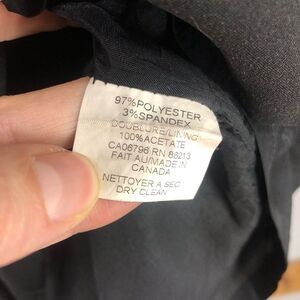 97%POLYESTER
3%SPANDEX
DOUBLURE/LINING
100%ACETATE
CA06796 RN 88213
FAIT AU/MADE IN
CANADA
NETTOYER A SEC
DRY CLEAN